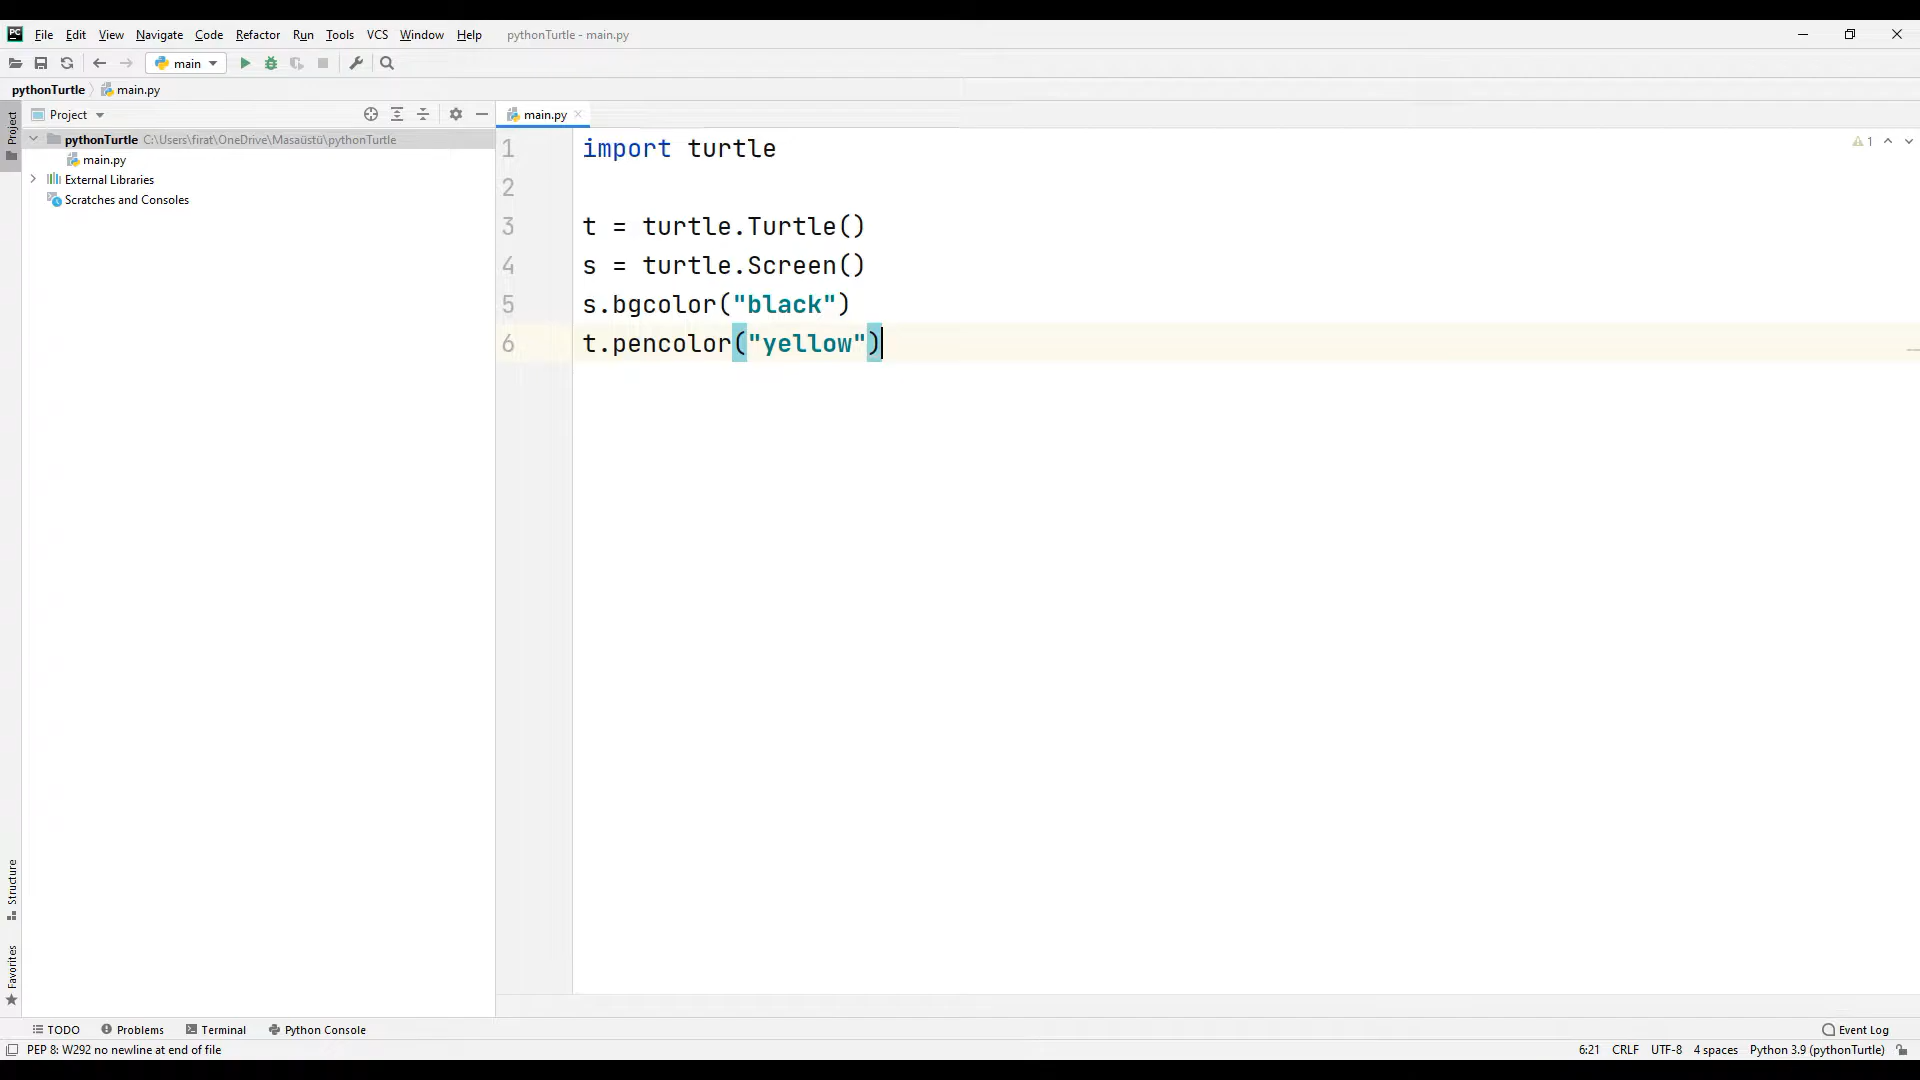 PC File Edit View Navigate Code Refactor Run Tools VCS Window Help pythonTurtle - main.py
main
pythonTurtle main.py
Project
main.py
Project
pythonTurtle C:\Users\firat\OneDrive\Masaüstü\pythonTurtle
main.py
External Libraries
Scratches and Consoles
1 import turtle
1
2
3 t = turtle.Turtle()
4 s = turtle.Screen()
5 s.bgcolor("black")
6 t.pencolor("yellow")
Structure
Favorites
TODO Problems Terminal Python Console Event Log
PEP 8: W292 no newline at end of file 6:21 CRLF UTF-8 4 spaces Python 3.9 (pythonTurtle)